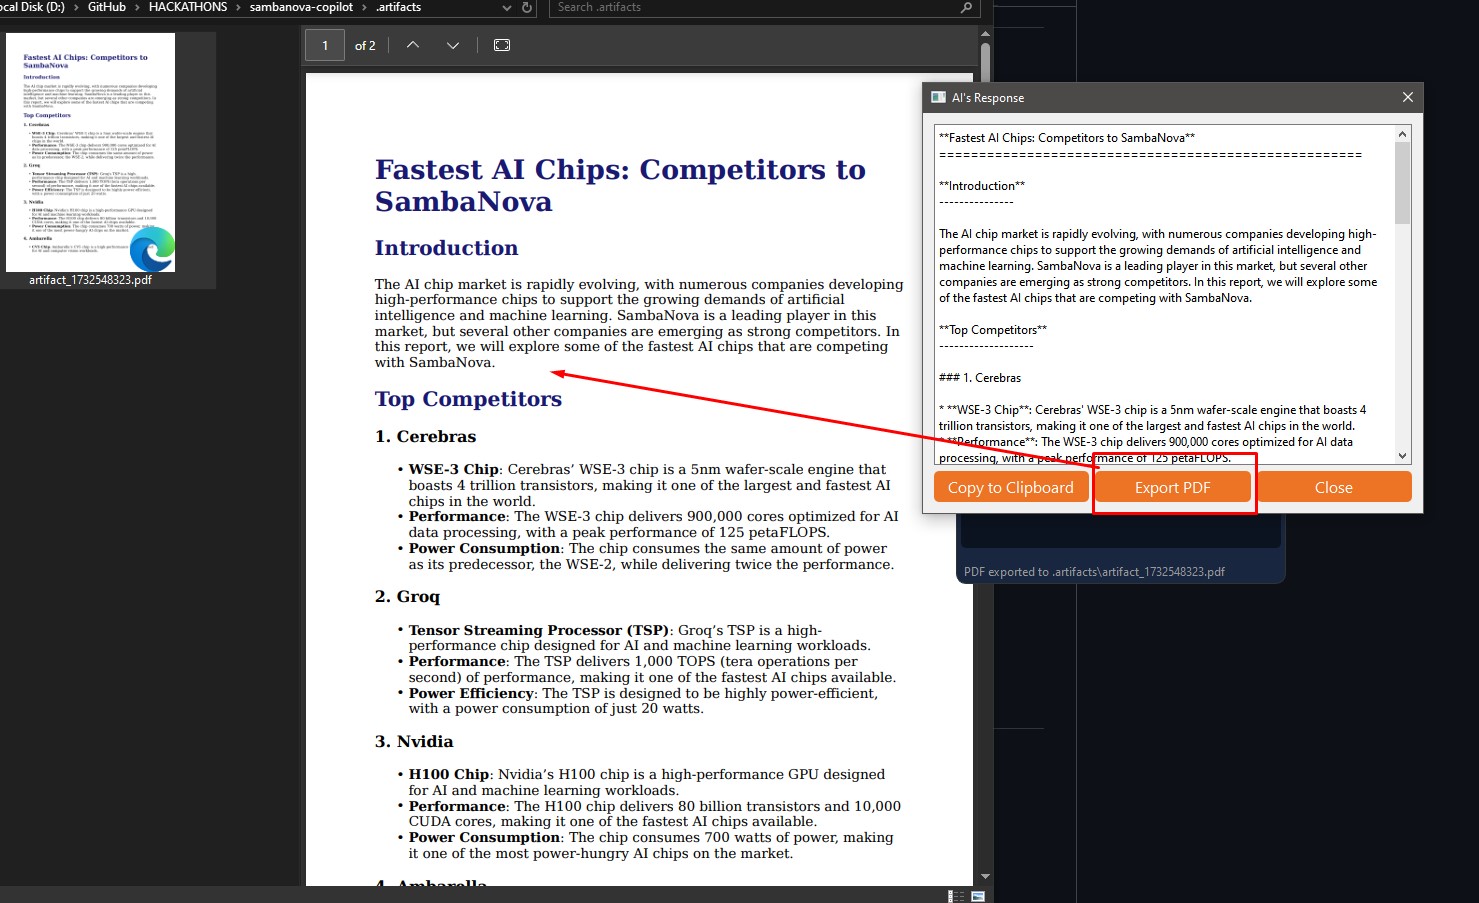 ocal Disk (D:) > GitHub > HACKATHONS > sambanova-copilot > .artifacts
Search .artifacts
Fastest AI Chips: Competitors to
SambaNova
Introduction
Top Competitors
1. Cerebras
2. Groq
3. Nvidia
4. Ambarella
artifact_1732548323.pdf
1 of 2
Fastest AI Chips: Competitors to
SambaNova
Introduction
The AI chip market is rapidly evolving, with numerous companies developing
high-performance chips to support the growing demands of artificial
intelligence and machine learning. SambaNova is a leading player in this
market, but several other companies are emerging as strong competitors. In
this report, we will explore some of the fastest AI chips that are competing
with SambaNova.
Top Competitors
1. Cerebras
• WSE-3 Chip: Cerebras’ WSE-3 chip is a 5nm wafer-scale engine that
boasts 4 trillion transistors, making it one of the largest and fastest AI
chips in the world.
• Performance: The WSE-3 chip delivers 900,000 cores optimized for AI
data processing, with a peak performance of 125 petaFLOPS.
• Power Consumption: The chip consumes the same amount of power
as its predecessor, the WSE-2, while delivering twice the performance.
2. Groq
• Tensor Streaming Processor (TSP): Groq’s TSP is a high-
performance chip designed for AI and machine learning workloads.
• Performance: The TSP delivers 1,000 TOPS (tera operations per
second) of performance, making it one of the fastest AI chips available.
• Power Efficiency: The TSP is designed to be highly power-efficient,
with a power consumption of just 20 watts.
3. Nvidia
• H100 Chip: Nvidia’s H100 chip is a high-performance GPU designed
for AI and machine learning workloads.
• Performance: The H100 chip delivers 80 billion transistors and 10,000
CUDA cores, making it one of the fastest AI chips available.
• Power Consumption: The chip consumes 700 watts of power, making
it one of the most power-hungry AI chips on the market.
4. Ambarella
AI's Response
**Fastest AI Chips: Competitors to SambaNova**
=====================================================
**Introduction**
---------------
The AI chip market is rapidly evolving, with numerous companies developing high-
performance chips to support the growing demands of artificial intelligence and
machine learning. SambaNova is a leading player in this market, but several other
companies are emerging as strong competitors. In this report, we will explore some
of the fastest AI chips that are competing with SambaNova.
**Top Competitors**
-------------------
### 1. Cerebras
* **WSE-3 Chip**: Cerebras' WSE-3 chip is a 5nm wafer-scale engine that boasts 4
trillion transistors, making it one of the largest and fastest AI chips in the world.
* **Performance**: The WSE-3 chip delivers 900,000 cores optimized for AI data
processing, with a peak performance of 125 petaFLOPS.
Copy to Clipboard
Export PDF
Close
PDF exported to .artifacts\artifact_1732548323.pdf